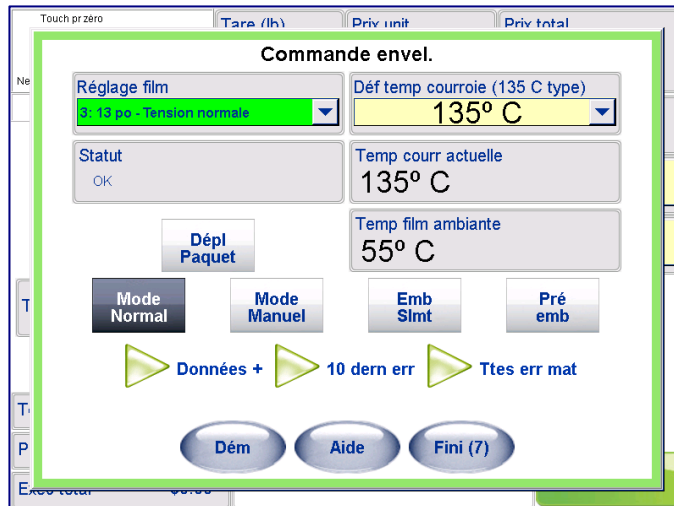 Touch pr zéro
Tare (lb)
Prix unit
Prix total
Ne
Commande envel.
Réglage film
3: 13 po - Tension normale
Déf temp courroie (135 C type)
135º C
Statut
OK
Temp courr actuelle
135º C
Temp film ambiante
55º C
Dépl
Paquet
Mode
Normal
Mode
Manuel
Emb
Slmt
Pré
emb
Données +
10 dern err
Ttes err mat
Dém
Aide
Fini (7)
T
P
total